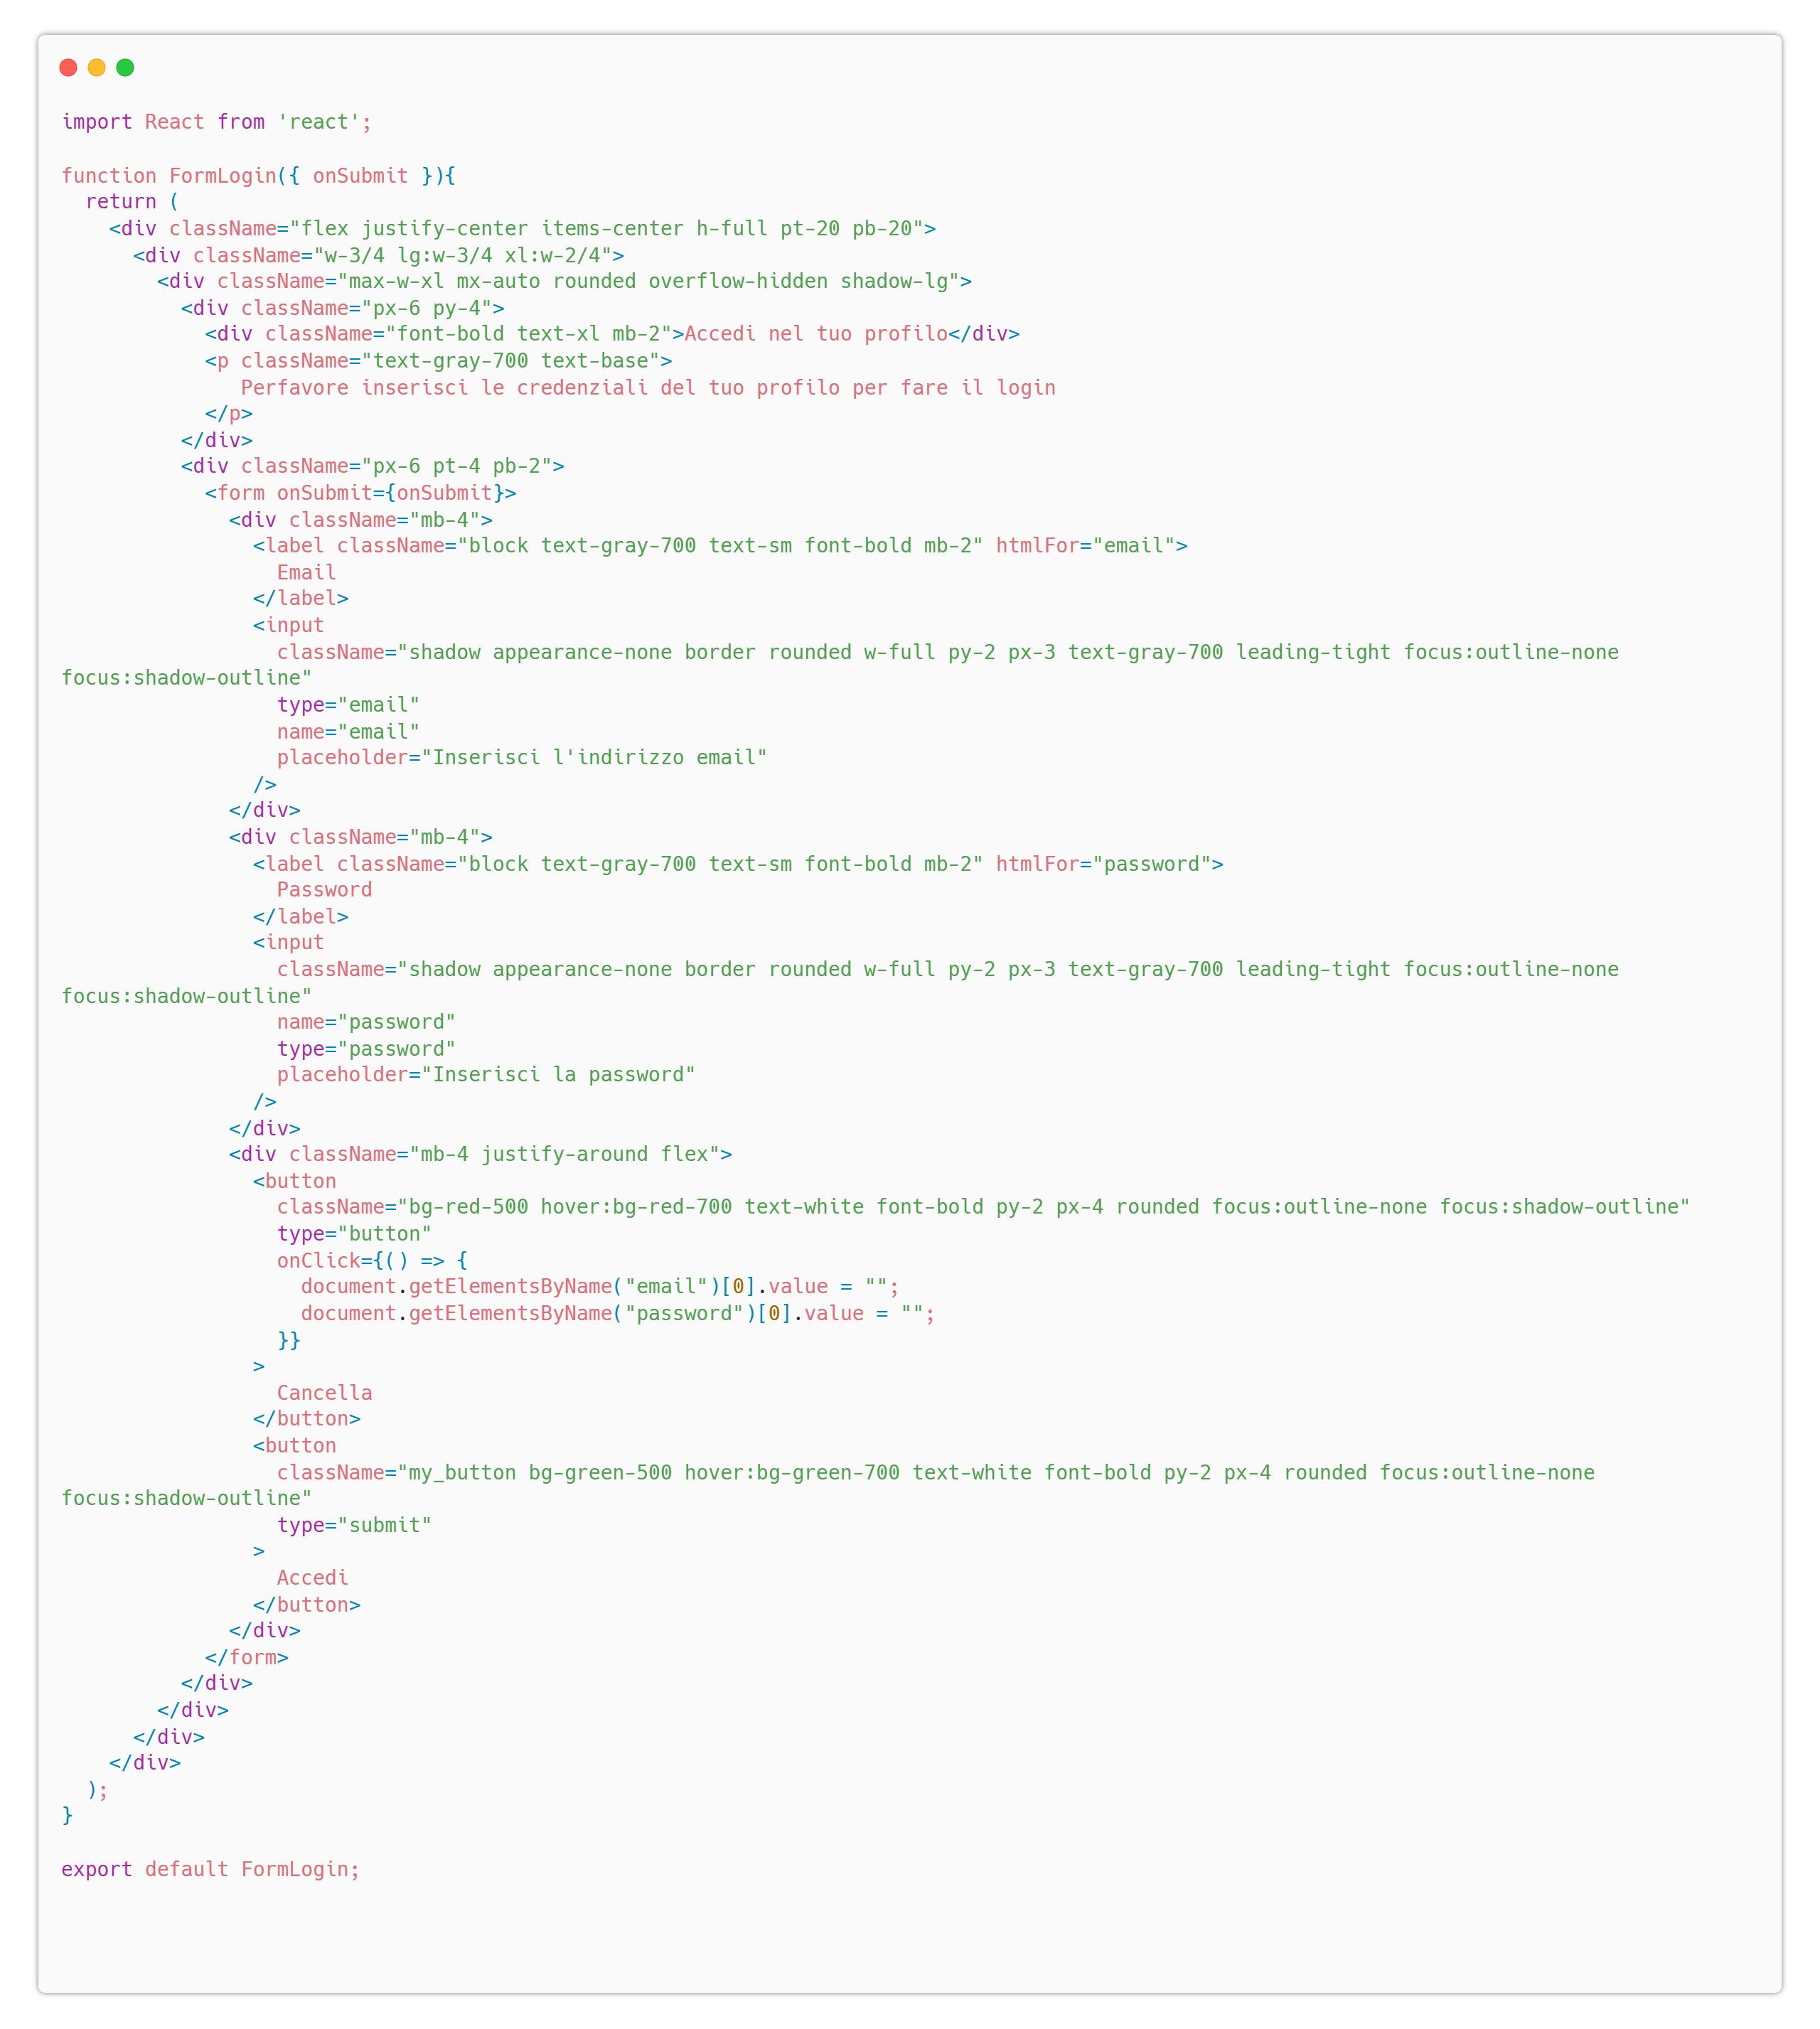 import React from 'react';

function FormLogin({ onSubmit }){
  return (
    <div className="flex justify-center items-center h-full pt-20 pb-20">
      <div className="w-3/4 lg:w-3/4 xl:w-2/4">
        <div className="max-w-xl mx-auto rounded overflow-hidden shadow-lg">
          <div className="px-6 py-4">
            <div className="font-bold text-xl mb-2">Accedi nel tuo profilo</div>
            <p className="text-gray-700 text-base">
               Perfavore inserisci le credenziali del tuo profilo per fare il login
            </p>
          </div>
          <div className="px-6 pt-4 pb-2">
            <form onSubmit={onSubmit}>
              <div className="mb-4">
                <label className="block text-gray-700 text-sm font-bold mb-2" htmlFor="email">
                  Email
                </label>
                <input
                  className="shadow appearance-none border rounded w-full py-2 px-3 text-gray-700 leading-tight focus:outline-none
focus:shadow-outline"
                  type="email"
                  name="email"
                  placeholder="Inserisci l'indirizzo email"
                />
              </div>
              <div className="mb-4">
                <label className="block text-gray-700 text-sm font-bold mb-2" htmlFor="password">
                  Password
                </label>
                <input
                  className="shadow appearance-none border rounded w-full py-2 px-3 text-gray-700 leading-tight focus:outline-none
focus:shadow-outline"
                  name="password"
                  type="password"
                  placeholder="Inserisci la password"
                />
              </div>
              <div className="mb-4 justify-around flex">
                <button
                  className="bg-red-500 hover:bg-red-700 text-white font-bold py-2 px-4 rounded focus:outline-none focus:shadow-outline"
                  type="button"
                  onClick={() => {
                    document.getElementsByName("email")[0].value = "";
                    document.getElementsByName("password")[0].value = "";
                  }}
                >
                  Cancella
                </button>
                <button
                  className="my_button bg-green-500 hover:bg-green-700 text-white font-bold py-2 px-4 rounded focus:outline-none
focus:shadow-outline"
                  type="submit"
                >
                  Accedi
                </button>
              </div>
            </form>
          </div>
        </div>
      </div>
    </div>
  );
}

export default FormLogin;